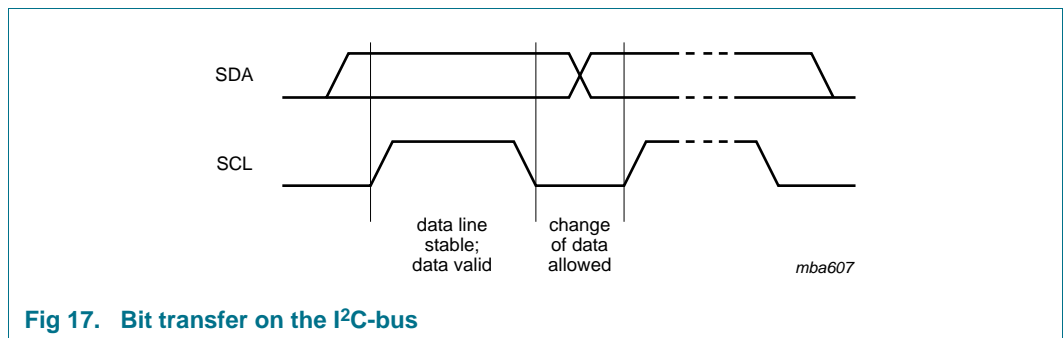 SDA
SCL
data line
stable;
data valid
change
of data
allowed
mba607
Fig 17. Bit transfer on the I²C-bus